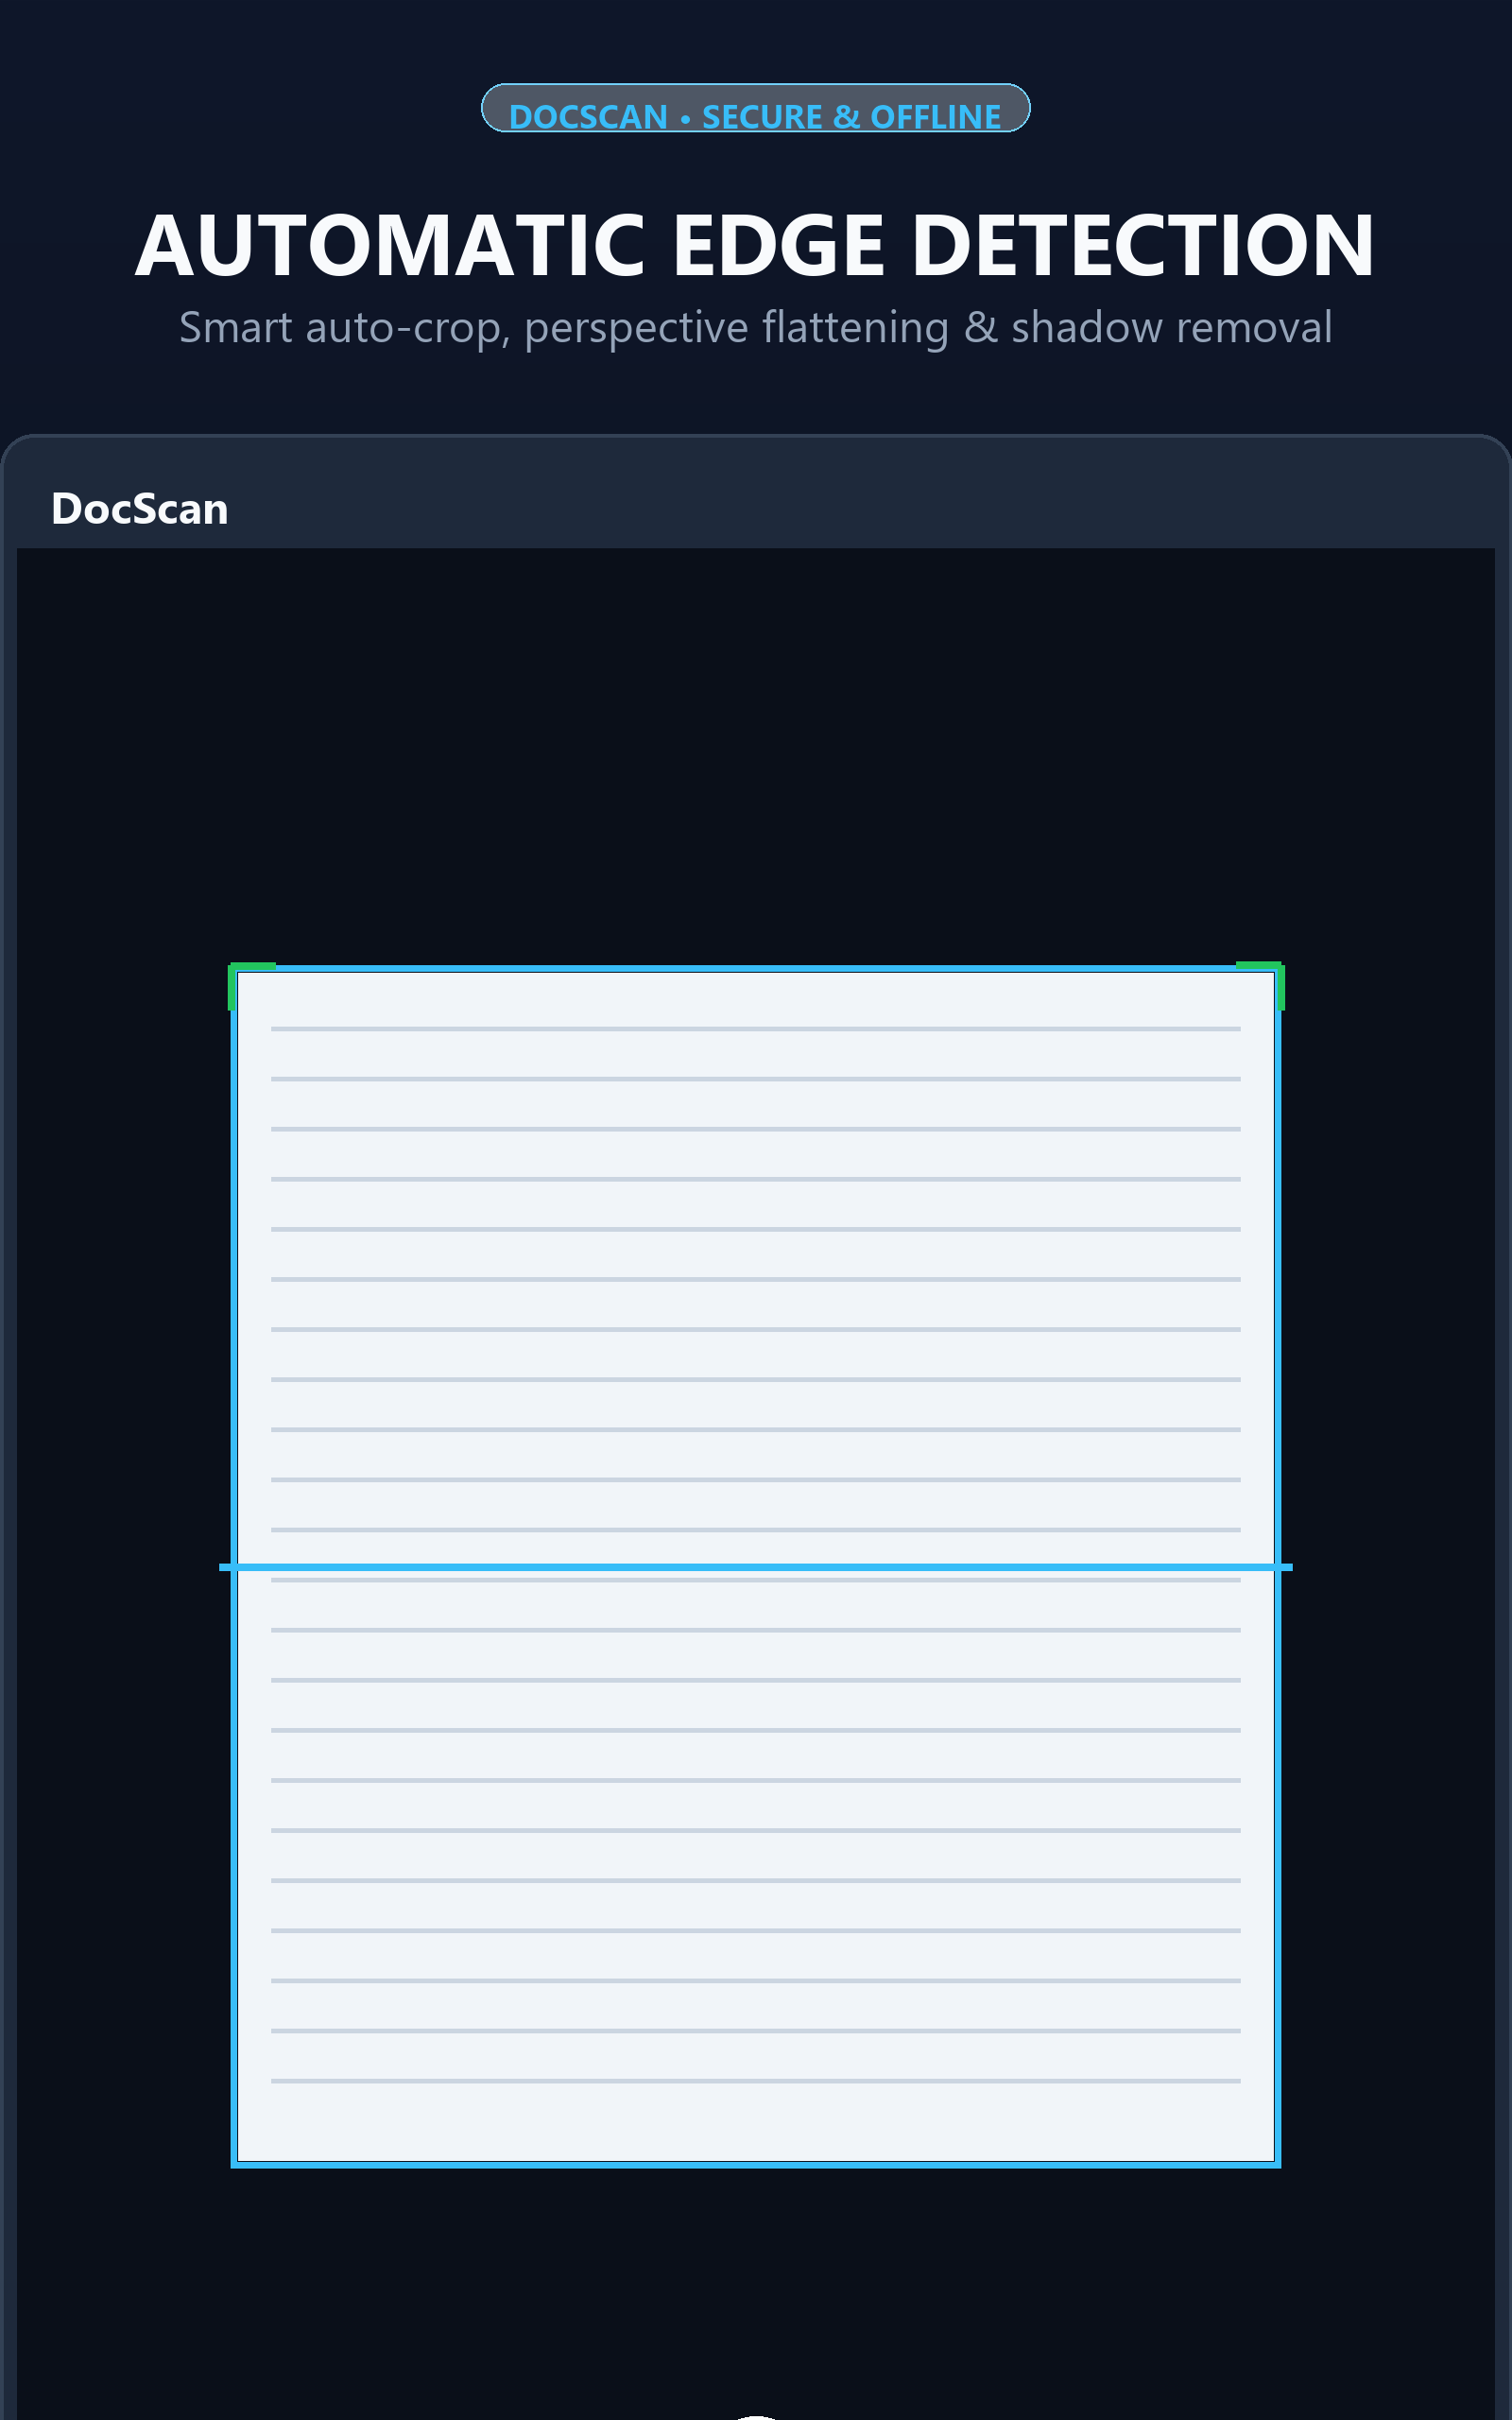 DOCSCAN • SECURE & OFFLINE
AUTOMATIC EDGE DETECTION
Smart auto-crop, perspective flattening & shadow removal
DocScan